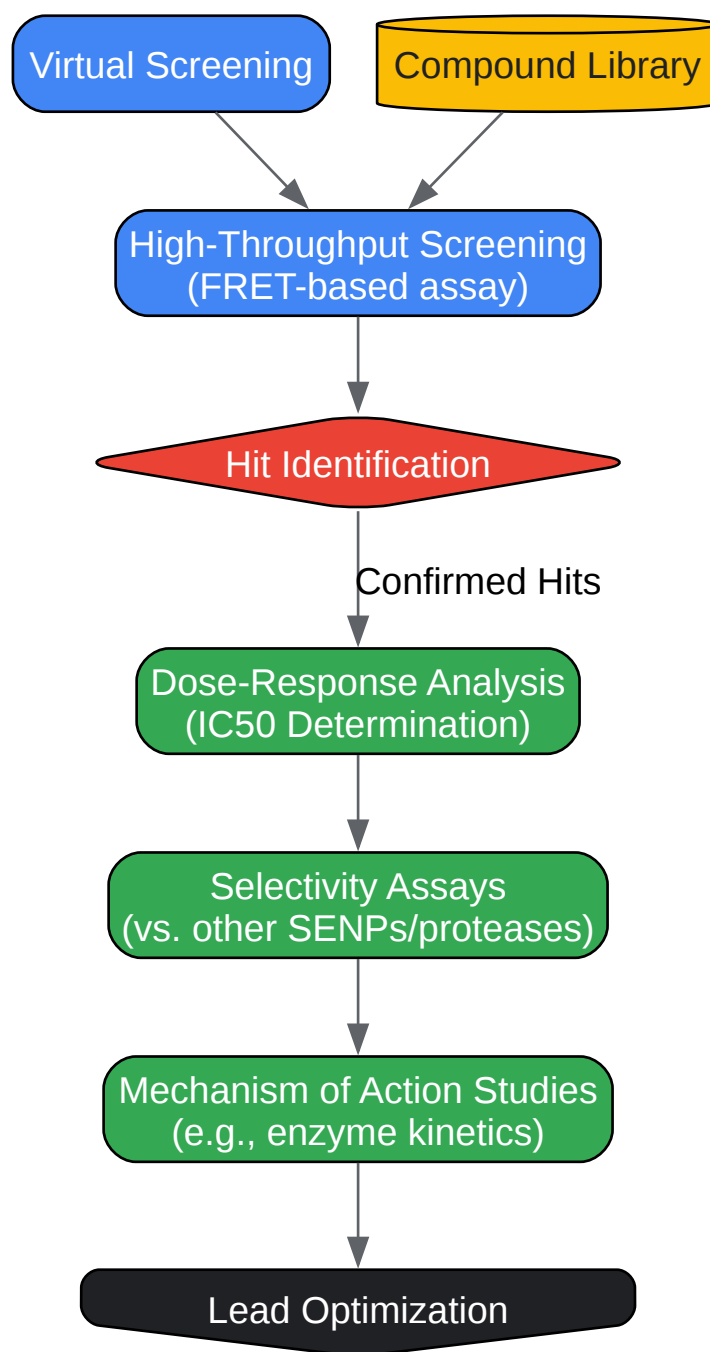 Virtual Screening
Compound Library
High-Throughput Screening
(FRET-based assay)
Hit Identification
Confirmed Hits
Dose-Response Analysis
(IC50 Determination)
Selectivity Assays
(vs. other SENPs/proteases)
Mechanism of Action Studies
(e.g., enzyme kinetics)
Lead Optimization